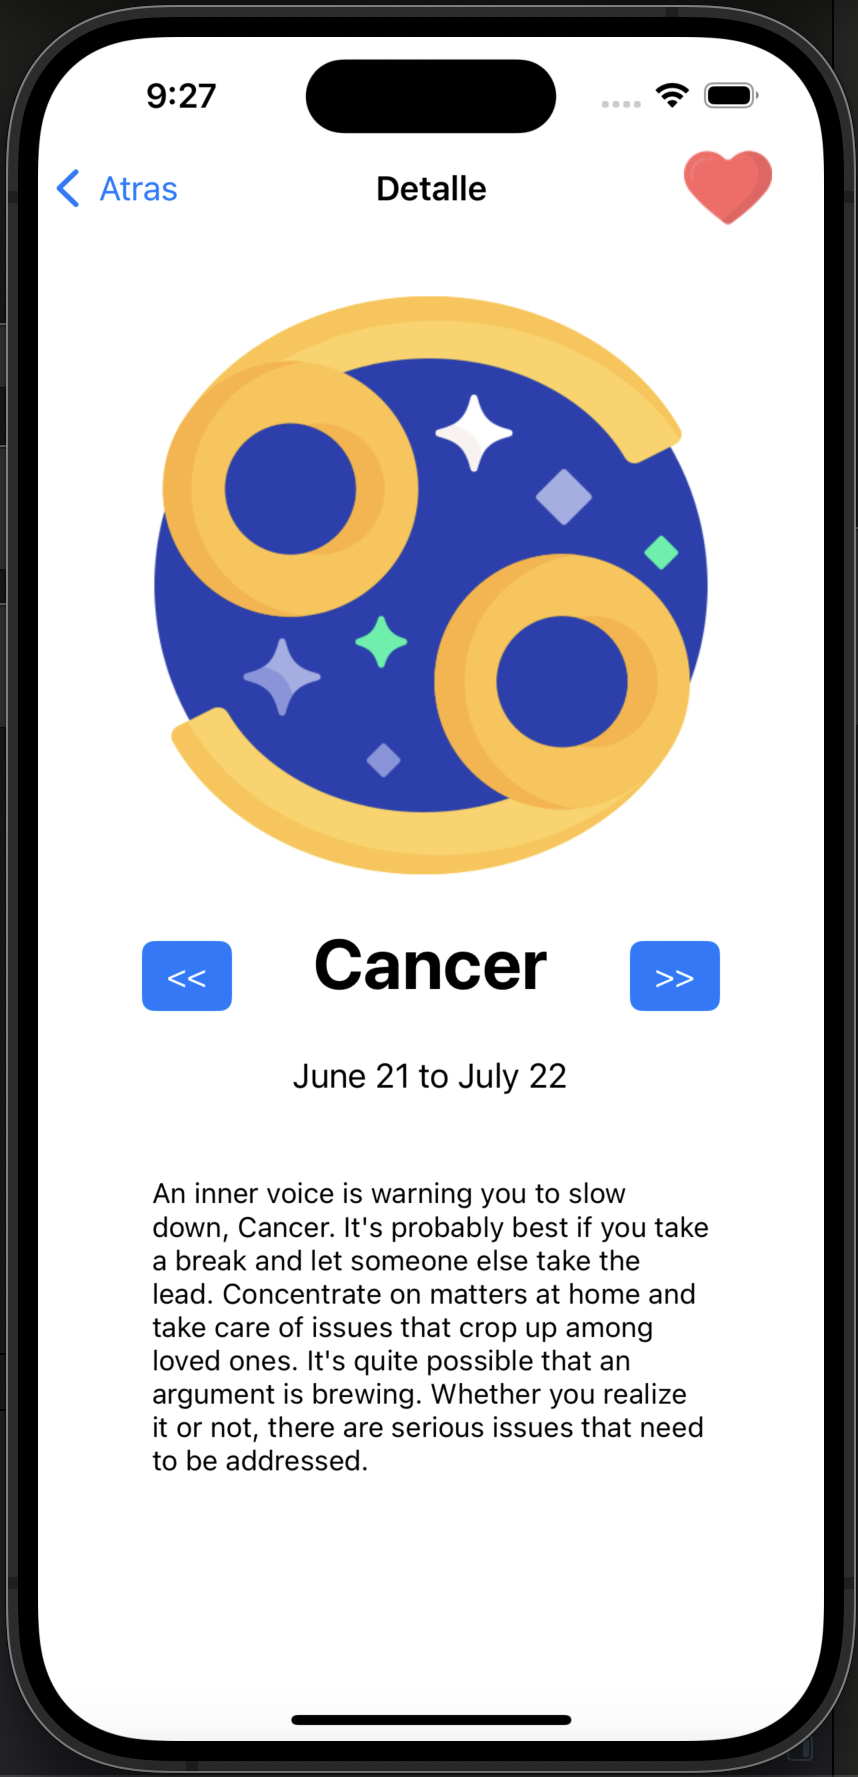 9:27
Atras
Detalle
<<
Cancer
>>
June 21 to July 22
An inner voice is warning you to slow
down, Cancer. It's probably best if you take
a break and let someone else take the
lead. Concentrate on matters at home and
take care of issues that crop up among
loved ones. It's quite possible that an
argument is brewing. Whether you realize
it or not, there are serious issues that need
to be addressed.